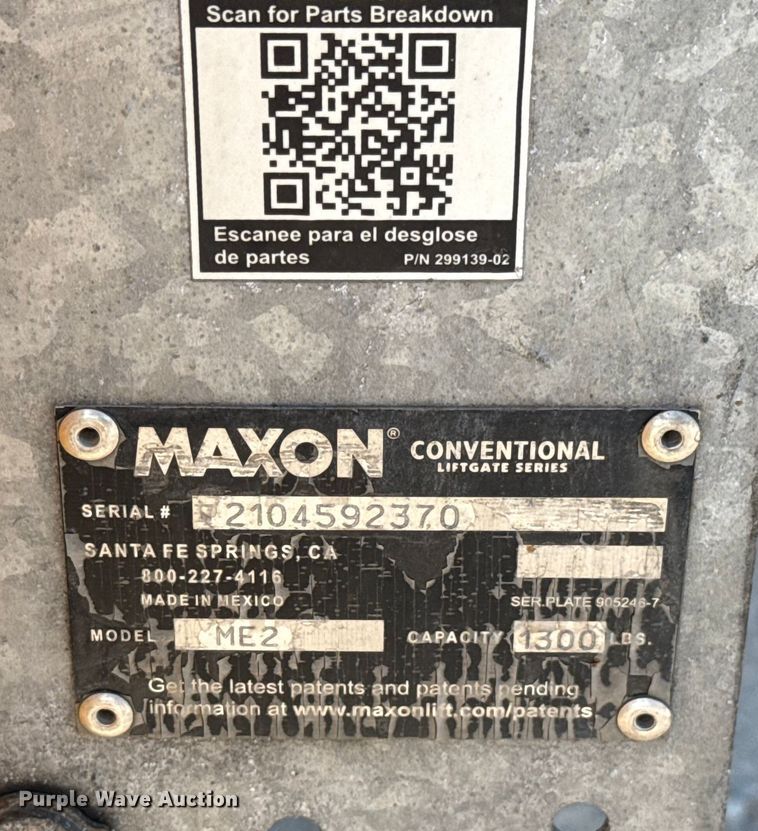 Scan for Parts Breakdown
Escanee para el desglose
de partes P/N 299139-02
MAXON® CONVENTIONAL
LIFTGATE SERIES
SERIAL # 2104592370
SANTA FE SPRINGS, CA
800-227-4116
MADE IN MEXICO SER.PLATE 905246-7
MODEL ME2 CAPACITY 1300 LBS.
Get the latest patents and patents pending
information at www.maxonlift.com/patents
Purple Wave Auction